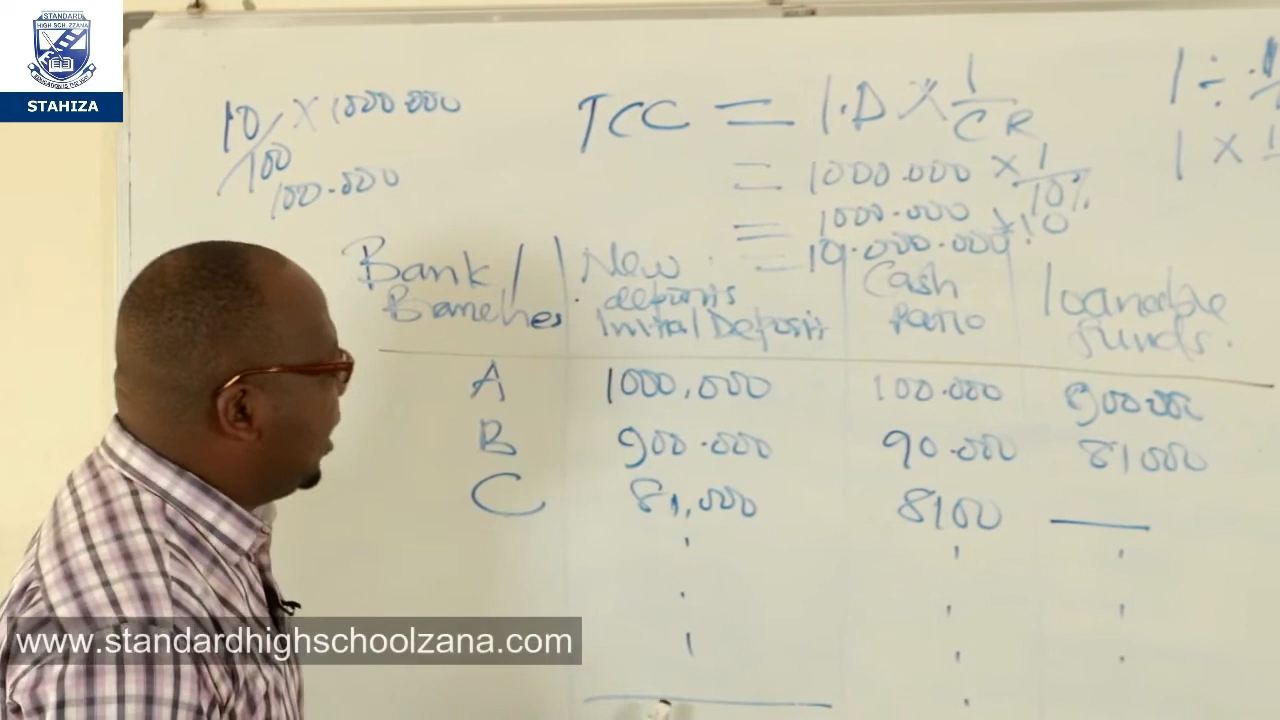 STANDARD
HIGH SCH. ZZANA
STAHIZA
10/100 X 1000.000
100.000
TCC = I.D X 1/CR
= 1000.000 X 1/10%
= 1000.000 X 10
= 10.000.000
1 ÷
1 X
Bank/ Branches
New deposits Initial Deposit
Cash Ratio
loanable funds.
A 1000,000 100.000 900.000
B 900.000 90.000 81000
C 81,000 8100
www.standardhighschoolzana.com